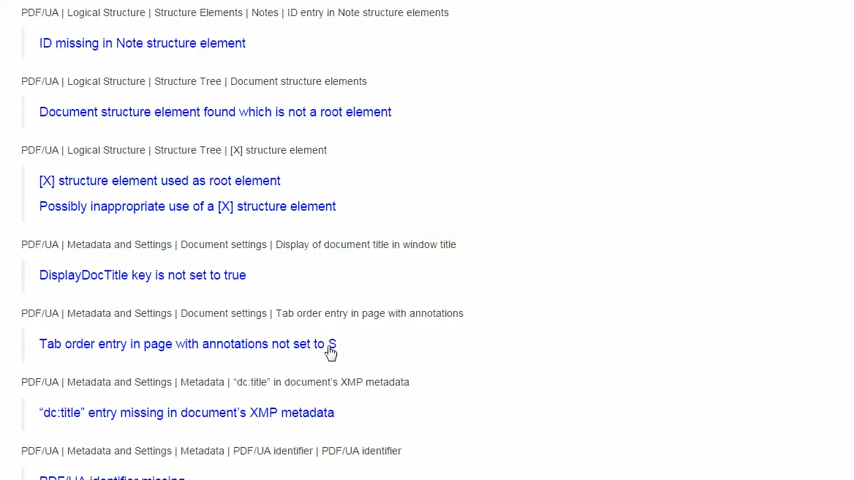 PDF/UA | Logical Structure | Structure Elements | Notes | ID entry in Note structure elements
ID missing in Note structure element
PDF/UA | Logical Structure | Structure Tree | Document structure elements
Document structure element found which is not a root element
PDF/UA | Logical Structure | Structure Tree | [X] structure element
[X] structure element used as root element
Possibly inappropriate use of a [X] structure element
PDF/UA | Metadata and Settings | Document settings | Display of document title in window title
DisplayDocTitle key is not set to true
PDF/UA | Metadata and Settings | Document settings | Tab order entry in page with annotations
Tab order entry in page with annotations not set to S
PDF/UA | Metadata and Settings | Metadata | “dc:title” in document’s XMP metadata
“dc:title” entry missing in document’s XMP metadata
PDF/UA | Metadata and Settings | Metadata | PDF/UA identifier | PDF/UA identifier
PDF/UA identifier missing